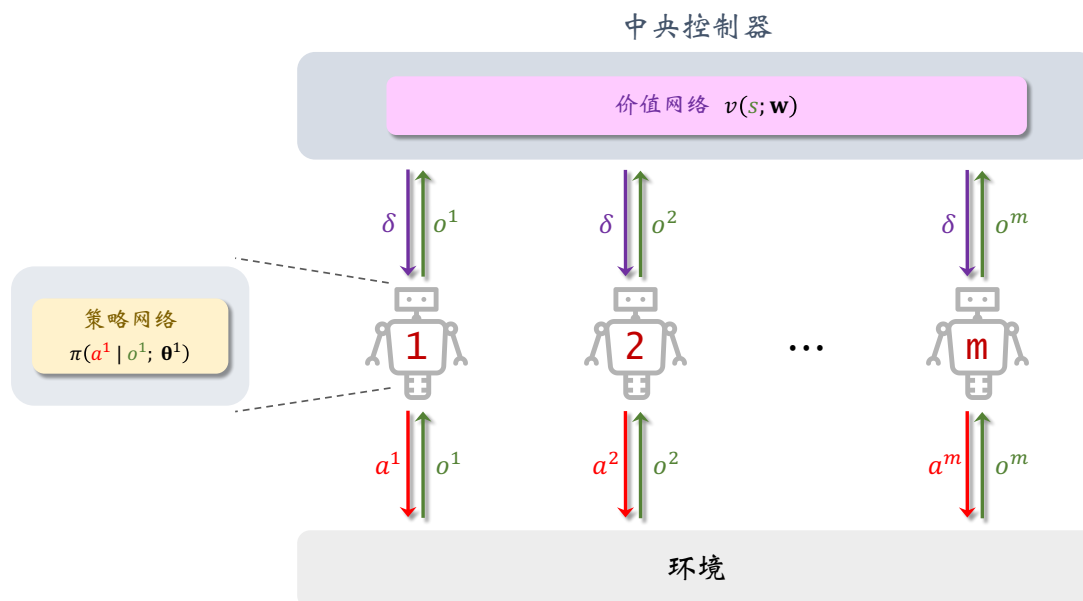 中央控制器
价值网络 v(s; w)
δ o¹ δ o² δ oᵐ
策略网络
π(a¹ | o¹; θ¹)
1 2 ... m
a¹ o¹ a² o² aᵐ oᵐ
环境